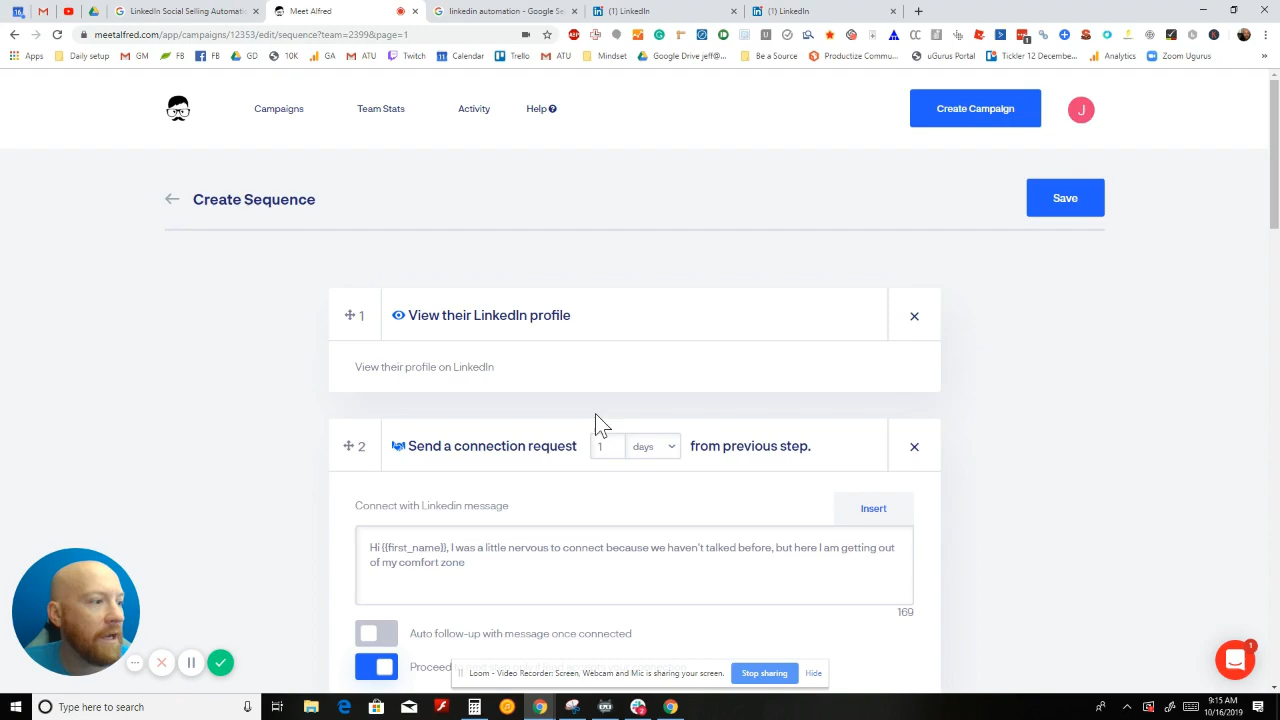 LinkedIn Social Selling Automati
Meet Alfred
linkedin automation - Google Se
(1) LinkedIn
(1) LinkedIn
meetalfred.com/app/campaigns/12353/edit/sequence?team=2399&page=1
Apps
Daily setup
GM
FB
FB
GD
10K
GA
ATU
Twitch
Calendar
Trello
ATU
Mindset
Google Drive jeff@...
Be a Source
Productize Commu...
uGurus Portal
Tickler 12 Decembe...
Analytics
Zoom Ugurus
»
Campaigns
Team Stats
Activity
Help
Create Campaign
J
Create Sequence
Save
1
View their LinkedIn profile
View their profile on LinkedIn
2
Send a connection request
1
days
from previous step.
Connect with Linkedin message
Insert
Hi {{first_name}}, I was a little nervous to connect because we haven't talked before, but here I am getting out
of my comfort zone
169
Auto follow-up with message once connected
Proceed
Loom - Video Recorder: Screen, Webcam and Mic is sharing your screen.
Stop sharing
Hide
1
Type here to search
9:15 AM
10/16/2019